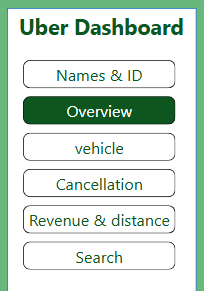 Uber Dashboard
Names & ID
Overview
vehicle
Cancellation
Revenue & distance
Search